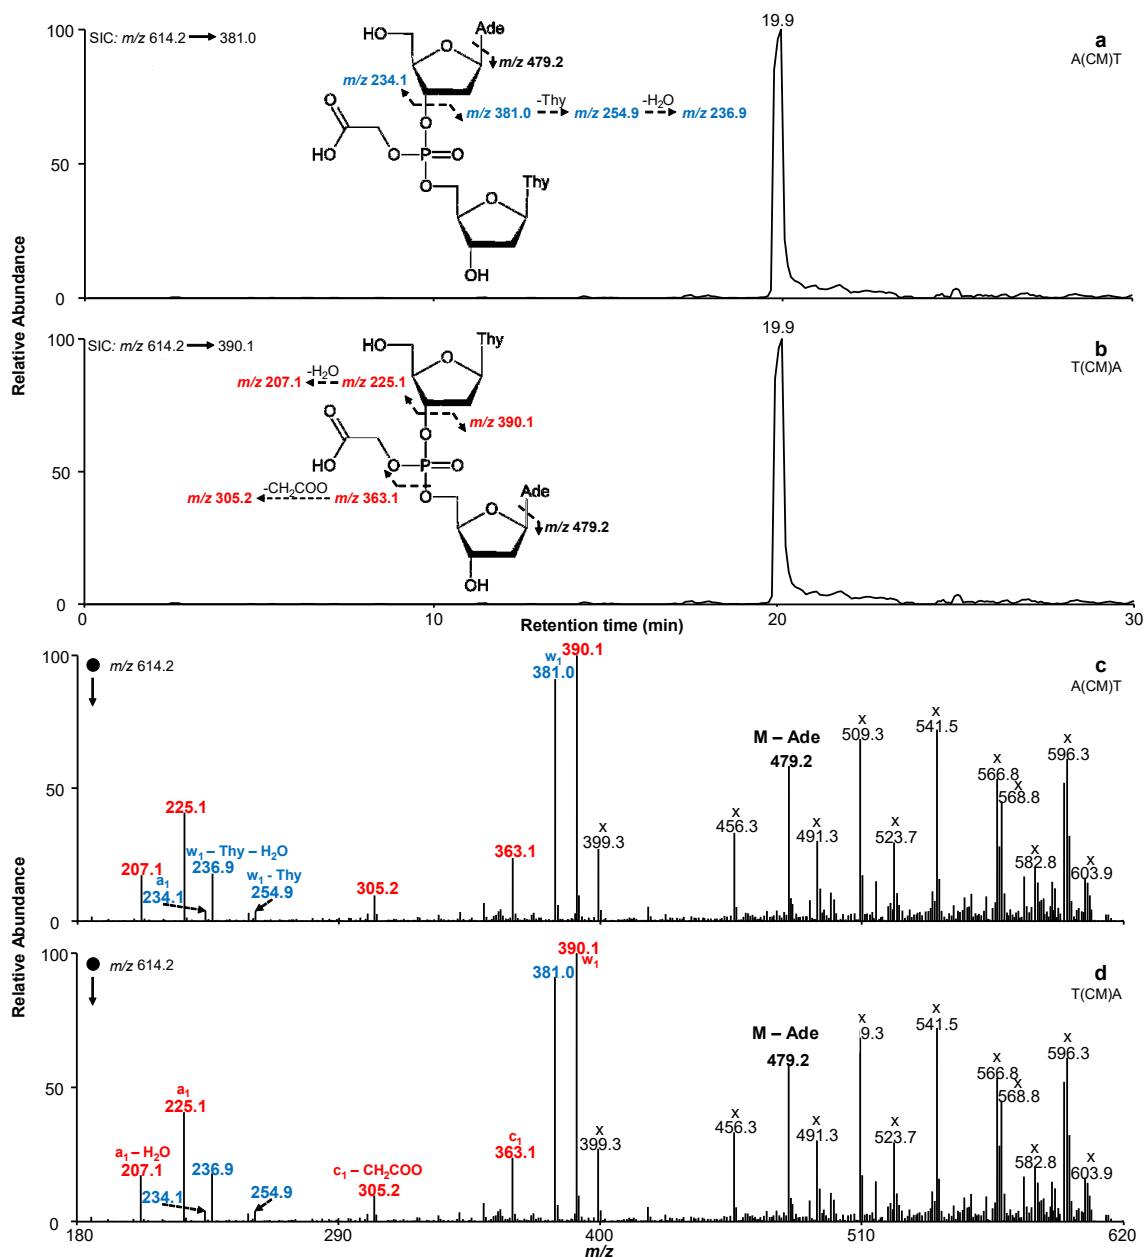 100
19.9
a
A(CM)T
SIC: m/z 614.2 381.0
HO
Ade
O
m/z 479.2
m/z 234.1
-Thy
-H2O
m/z 381.0
m/z 254.9
m/z 236.9
O
O
HO
O
P
O
50
O
Thy
O
OH
0
Relative Abundance
100
19.9
b
T(CM)A
SIC: m/z 614.2 390.1
HO
Thy
O
-H2O
m/z 207.1
m/z 225.1
m/z 390.1
O
O
HO
O
P
O
50
-CH2COO
m/z 305.2
m/z 363.1
O
Ade
O
m/z 479.2
OH
0
0
10
20
30
Retention time (min)
100
m/z 614.2
w1
381.0
390.1
c
A(CM)T
x
509.3
x
541.5
M – Ade
479.2
x
596.3
x
566.8
x
568.8
50
225.1
x
456.3
x
399.3
x
491.3
x
523.7
w1 – Thy – H2O
236.9
363.1
207.1
a1
234.1
w1 - Thy
254.9
305.2
x
582.8
x
603.9
0
Relative Abundance
100
m/z 614.2
381.0
390.1
w1
d
T(CM)A
x
9.3
x
541.5
M – Ade
479.2
x
596.3
x
566.8
x
568.8
50
a1
225.1
x
456.3
x
399.3
x
491.3
x
523.7
a1 – H2O
207.1
236.9
234.1
254.9
c1 – CH2COO
305.2
c1
363.1
x
582.8
x
603.9
0
180
290
400
510
620
m/z